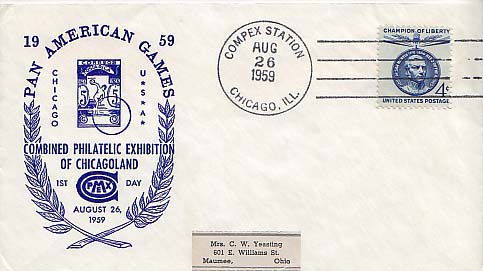 19 59
PAN AMERICAN GAMES
CHICAGO
U·S·A
CORREOS
COMBINED PHILATELIC EXHIBITION
OF CHICAGOLAND
1ST DAY
AUGUST 26,
1959
COMPEX STATION
AUG
26
1959
CHICAGO, ILL.
CHAMPION OF LIBERTY
4¢
UNITED STATES POSTAGE
Mrs. C. W. Yeasting
601 E. Williams St.
Maumee, Ohio